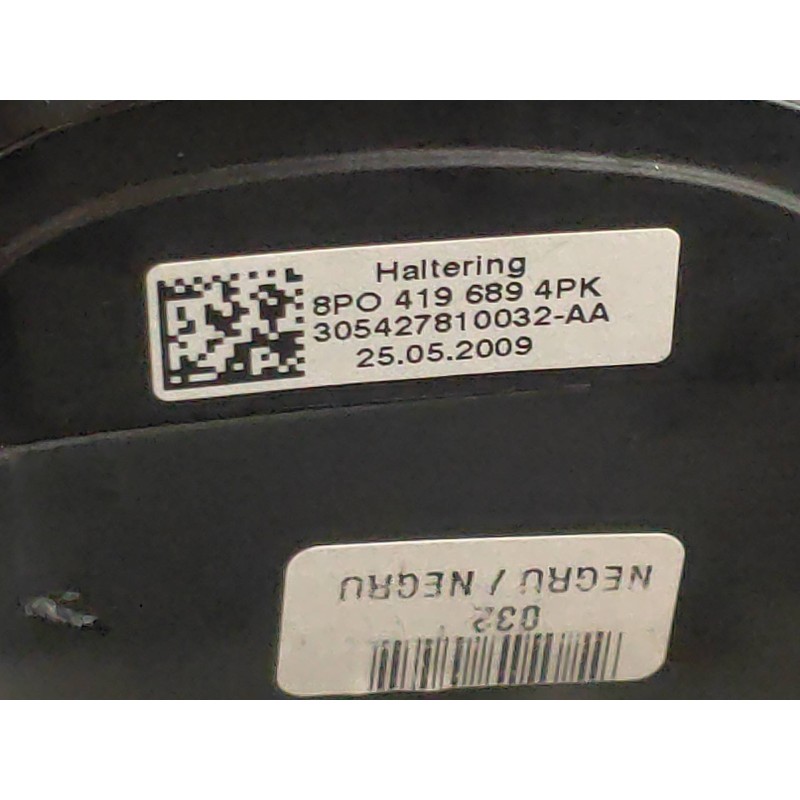 Haltering
8PO 419 689 4PK
305427810032-AA
25.05.2009
NEGRU / NEGRU
032